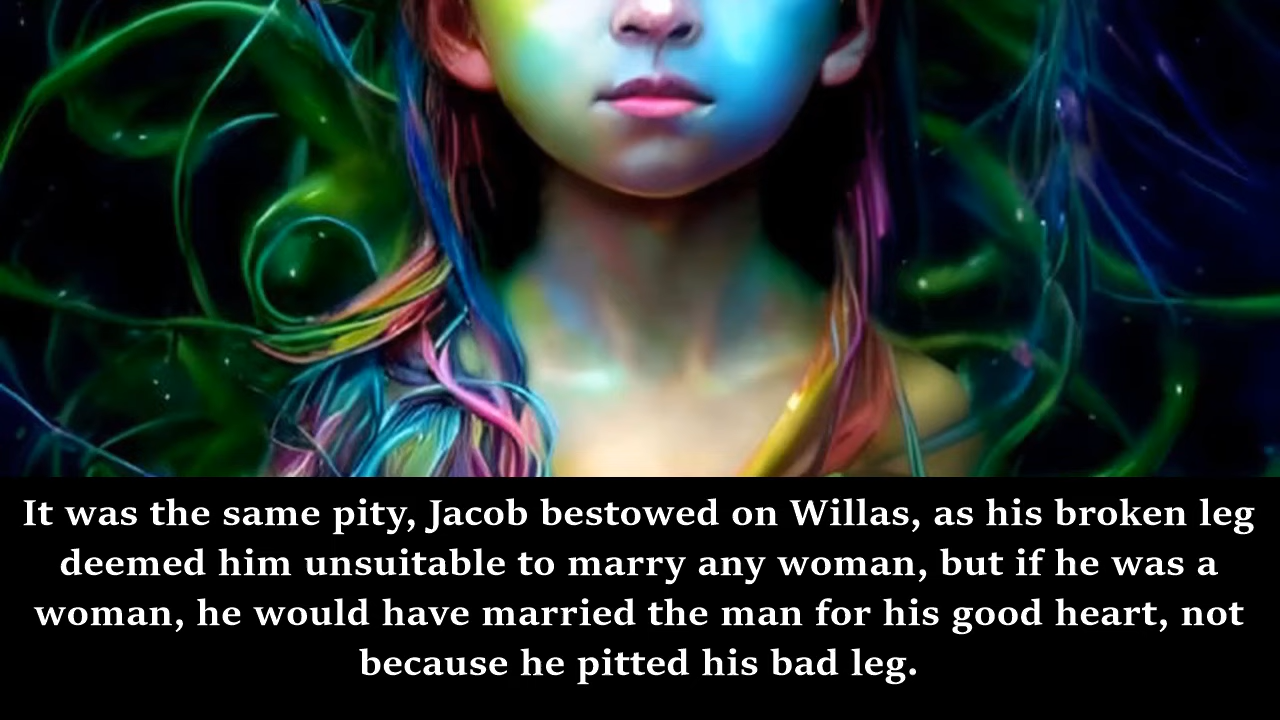 It was the same pity, Jacob bestowed on Willas, as his broken leg
deemed him unsuitable to marry any woman, but if he was a
woman, he would have married the man for his good heart, not
because he pitted his bad leg.